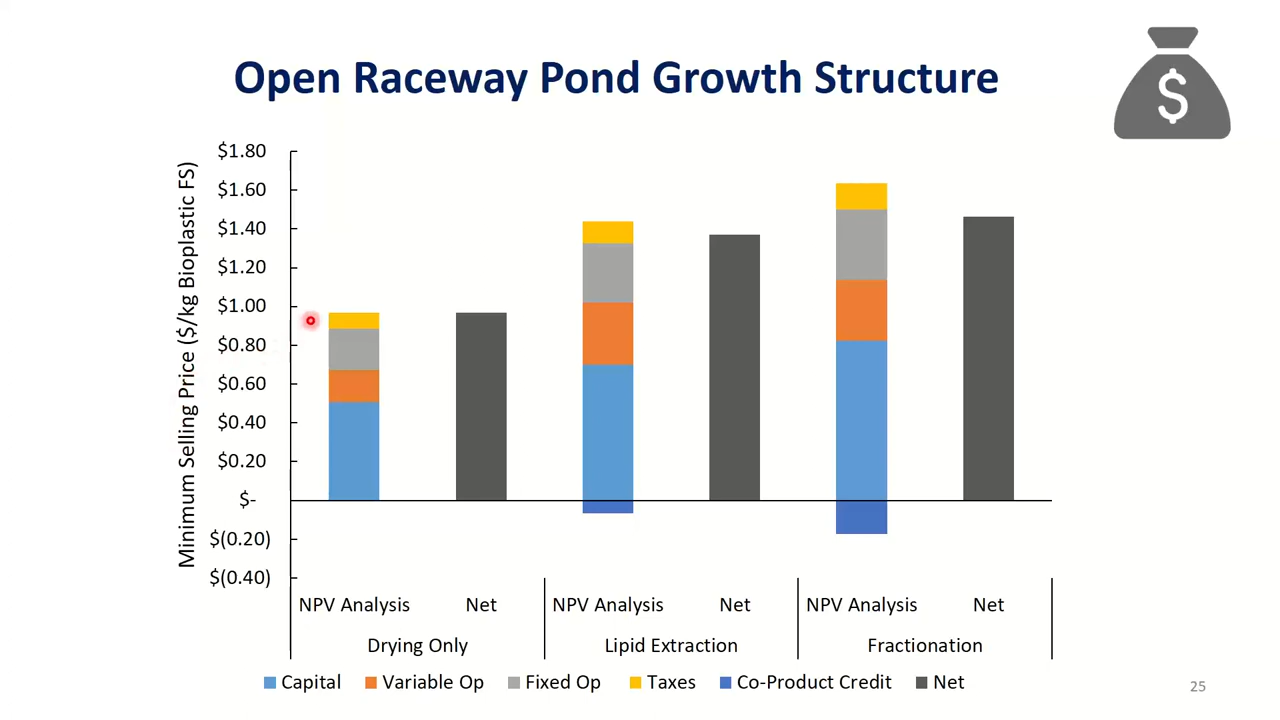 Open Raceway Pond Growth Structure
$
Minimum Selling Price ($/kg Bioplastic FS)
$1.80
$1.60
$1.40
$1.20
$1.00
$0.80
$0.60
$0.40
$0.20
$-
$(0.20)
$(0.40)
NPV Analysis Net NPV Analysis Net NPV Analysis Net
Drying Only Lipid Extraction Fractionation
Capital Variable Op Fixed Op Taxes Co-Product Credit Net
25